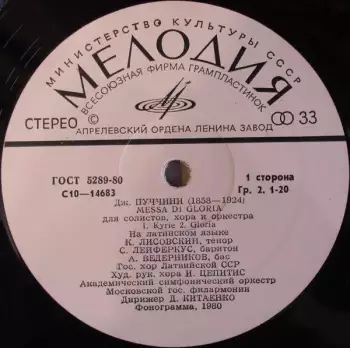 МИНИСТЕРСТВО КУЛЬТУРЫ СССР
МЕЛОДИЯ
© ВСЕСОЮЗНАЯ ФИРМА ГРАМПЛАСТИНОК
СТЕРЕО
33
АПРЕЛЕВСКИЙ ОРДЕНА ЛЕНИНА ЗАВОД
ГОСТ 5289-80
С10—14683
1 сторона
Гр. 2. 1-20
Дж. ПУЧЧИНИ (1858—1924)
MESSA DI GLORIA
для солистов, хора и оркестра
1. Kyrie 2. Gloria
На латинском языке
К. ЛИСОВСКИЙ, тенор
С. ЛЕЙФЕРКУС, баритон
А. ВЕДЕРНИКОВ, бас
Гос. хор Латвийской ССР
Худ. рук. хора И. ЦЕПИТИС
Академический симфонический оркестр
Московской гос. филармонии
Дирижер Д. КИТАЕНКО
Фонограмма, 1980